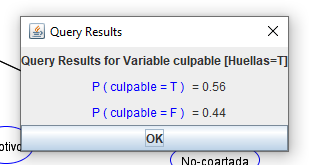 Query Results
Query Results for Variable culpable [Huellas=T]
P ( culpable = T )  = 0.56
P ( culpable = F )  = 0.44
OK
No-coartada